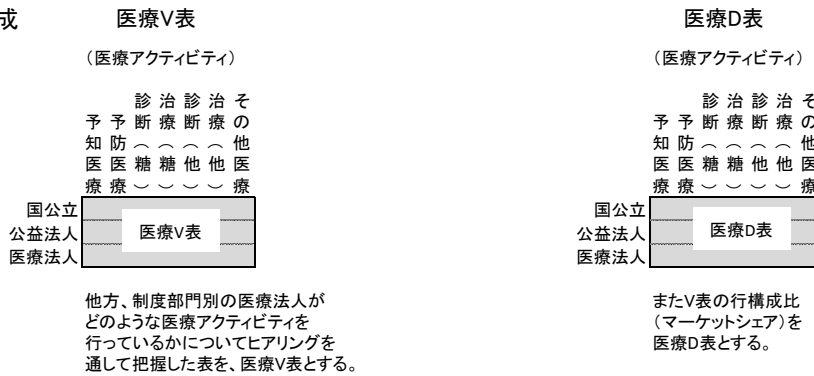 成
医療V表
（医療アクティビティ）
予知医療
予防医療
診断（糖）
治療（糖）
診断（他）
治療（他）
その他医療
国公立
公益法人
医療法人
医療V表
他方、制度部門別の医療法人が
どのような医療アクティビティを
行っているかについてヒアリングを
通して把握した表を、医療V表とする。
医療D表
（医療アクティビティ）
予知医療
予防医療
診断（糖）
治療（糖）
診断（他）
治療（他）
その他医療
国公立
公益法人
医療法人
医療D表
またV表の行構成比
（マーケットシェア）を
医療D表とする。